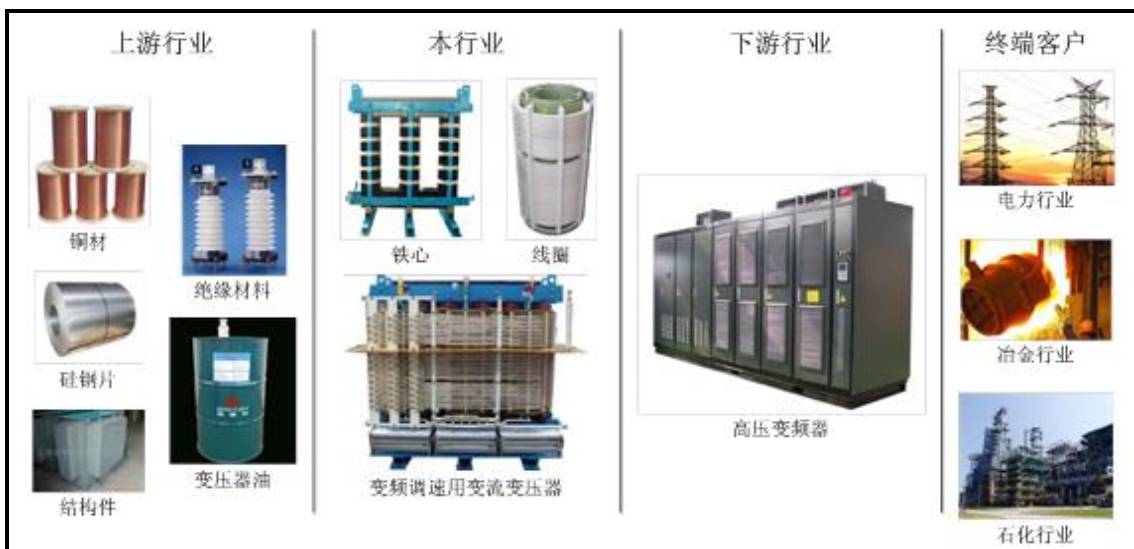 上游行业
本行业
下游行业
终端客户
铜材
绝缘材料
硅钢片
变压器油
结构件
铁心
线圈
变频调速用变流变压器
高压变频器
电力行业
冶金行业
石化行业